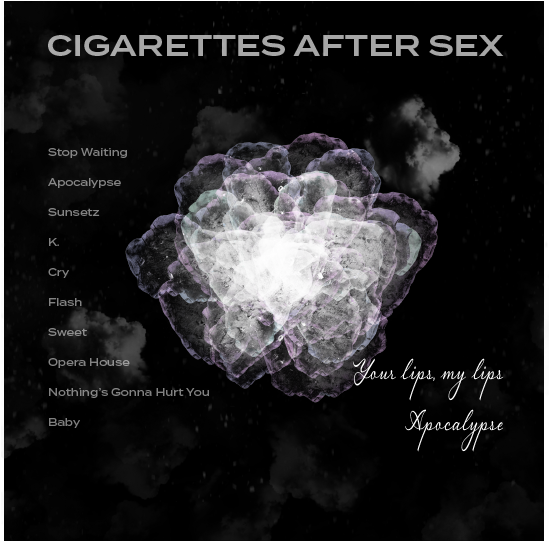 CIGARETTES AFTER SEX
Stop Waiting
Apocalypse
Sunsetz
K.
Cry
Flash
Sweet
Opera House
Nothing's Gonna Hurt You
Baby
Your lips, my lips
Apocalypse